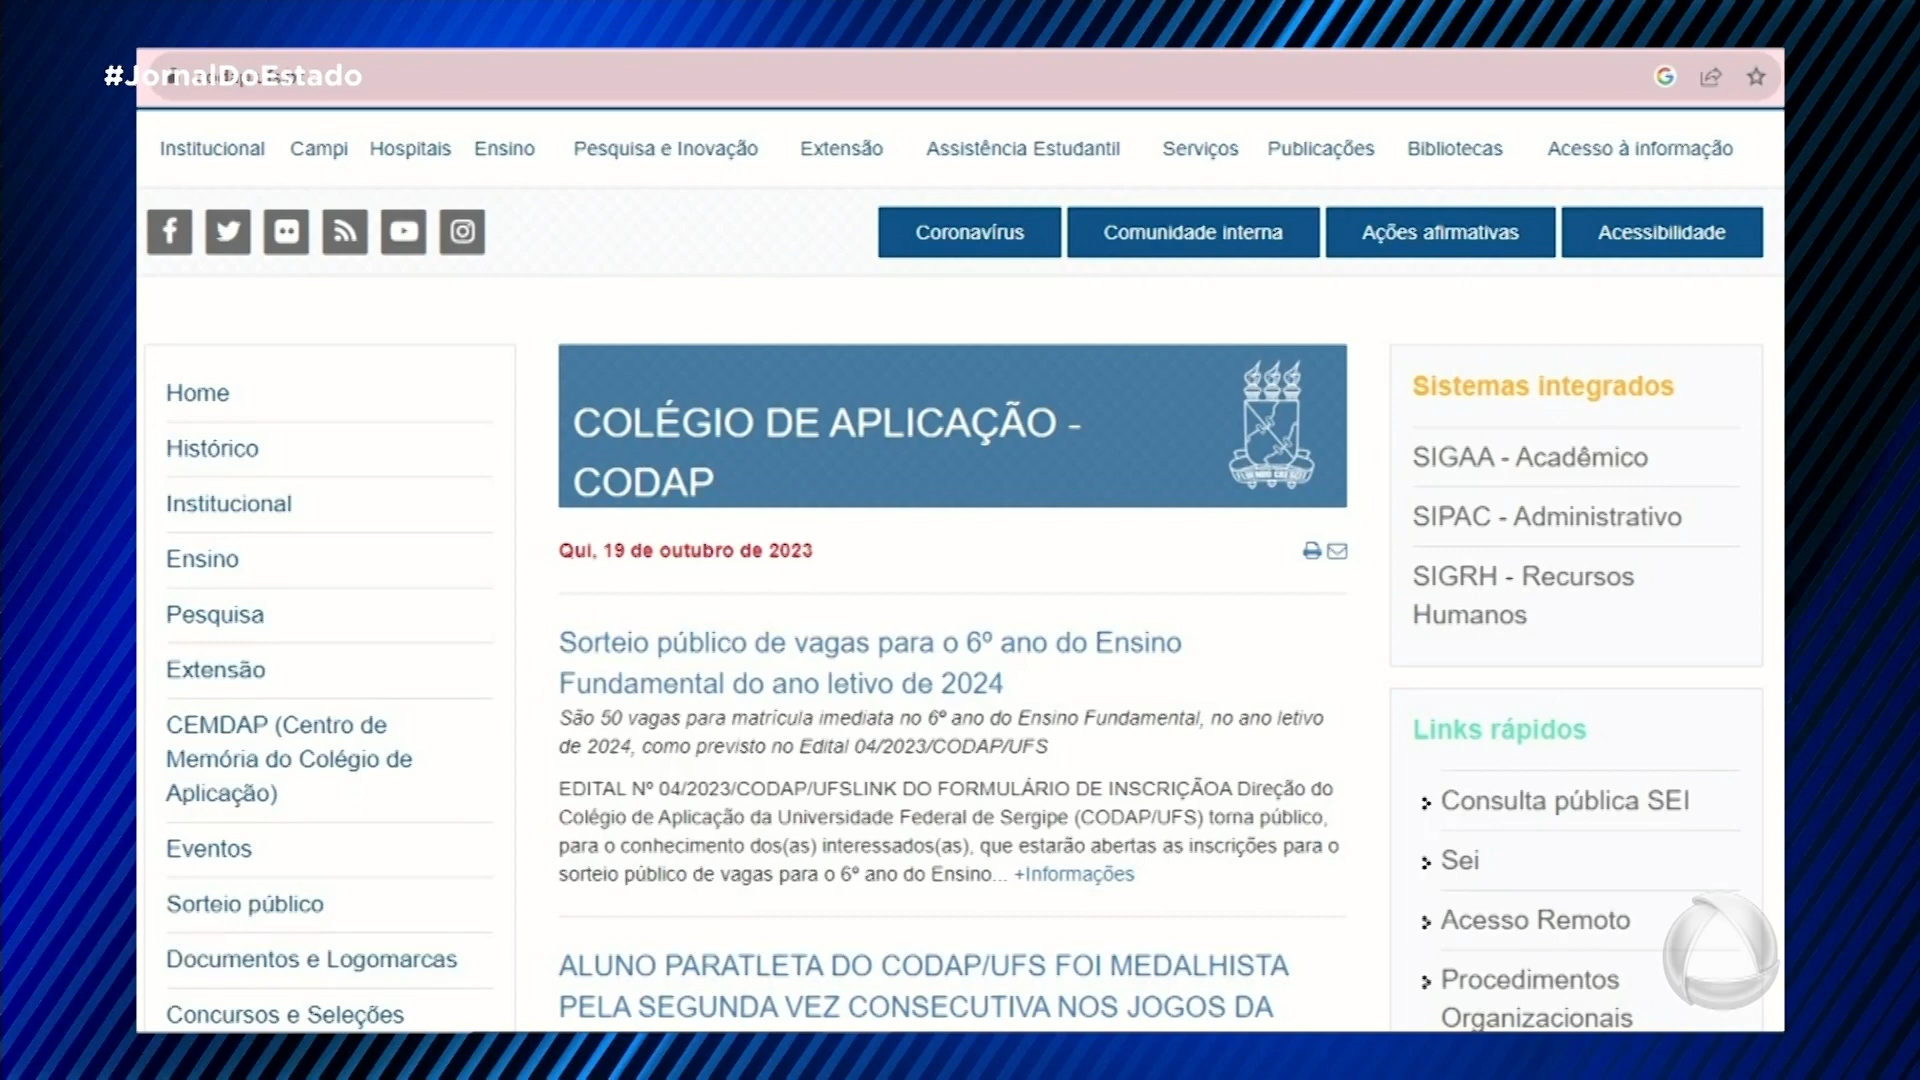 #JornalDoEstado
Institucional Campi Hospitais Ensino Pesquisa e Inovação Extensão Assistência Estudantil Serviços Publicações Bibliotecas Acesso à informação
Coronavírus Comunidade interna Ações afirmativas Acessibilidade
Home
Histórico
Institucional
Ensino
Pesquisa
Extensão
CEMDAP (Centro de
Memória do Colégio de
Aplicação)
Eventos
Sorteio público
Documentos e Logomarcas
Concursos e Seleções
COLÉGIO DE APLICAÇÃO -
CODAP
Qui, 19 de outubro de 2023
Sorteio público de vagas para o 6º ano do Ensino
Fundamental do ano letivo de 2024
São 50 vagas para matrícula imediata no 6º ano do Ensino Fundamental, no ano letivo
de 2024, como previsto no Edital 04/2023/CODAP/UFS
EDITAL Nº 04/2023/CODAP/UFSLINK DO FORMULÁRIO DE INSCRIÇÃOA Direção do
Colégio de Aplicação da Universidade Federal de Sergipe (CODAP/UFS) torna público,
para o conhecimento dos(as) interessados(as), que estarão abertas as inscrições para o
sorteio público de vagas para o 6º ano do Ensino... +Informações
ALUNO PARATLETA DO CODAP/UFS FOI MEDALHISTA
PELA SEGUNDA VEZ CONSECUTIVA NOS JOGOS DA
Sistemas integrados
SIGAA - Acadêmico
SIPAC - Administrativo
SIGRH - Recursos
Humanos
Links rápidos
Consulta pública SEI
Sei
Acesso Remoto
Procedimentos
Organizacionais